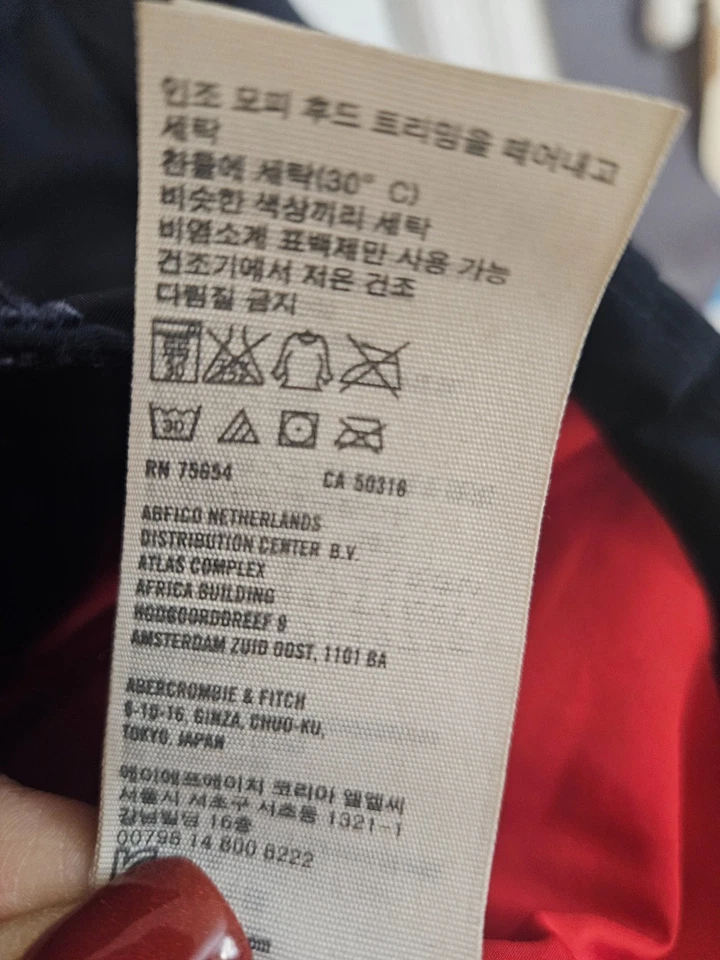 인조 모피 후드 트리밍을 떼어내고
세탁
찬물에 세탁(30° C)
비슷한 색상끼리 세탁
비염소계 표백제만 사용 가능
건조기에서 저온 건조
다림질 금지
30
RN 75654 CA 50316
ABFICO NETHERLANDS
DISTRIBUTION CENTER B.V.
ATLAS COMPLEX
AFRICA BUILDING
HOOGOORDDREEF 9
AMSTERDAM ZUID OOST, 1101 BA
ABERCROMBIE & FITCH
6-10-16, GINZA, CHUO-KU,
TOKYO, JAPAN
에이에프에이치 코리아 엘엘씨
서울시 서초구 서초동 1321-1
강남빌딩 16층
00798 14 800 6222